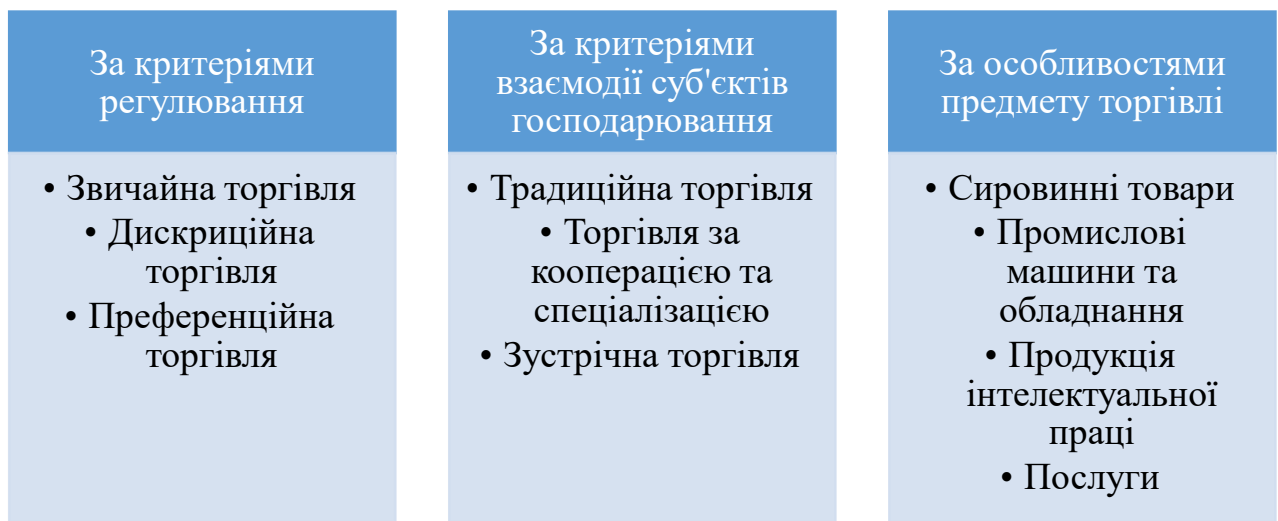 За критеріями
регулювання
• Звичайна торгівля
• Дискриційна
торгівля
• Преференційна
торгівля
За критеріями
взаємодії суб'єктів
господарювання
• Традиційна торгівля
• Торгівля за
кооперацією та
спеціалізацією
• Зустрічна торгівля
За особливостями
предмету торгівлі
• Сировинні товари
• Промислові
машини та
обладнання
• Продукція
інтелектуальної
праці
• Послуги